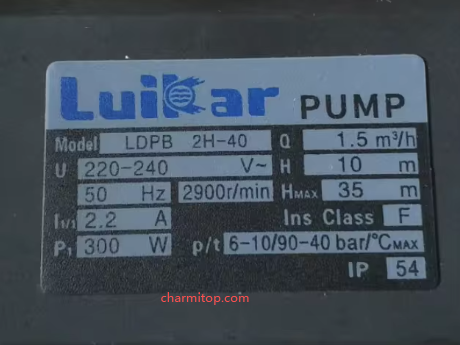 Luikar PUMP
Model LDPB 2H-40 Q 1.5 m³/h
U 220-240 V~ H 10 m
50 Hz 2900r/min HMAX 35 m
I1/1 2.2 A Ins Class F
P1 300 W p/t 6-10/90-40 bar/°CMAX
IP 54
charmitop.com